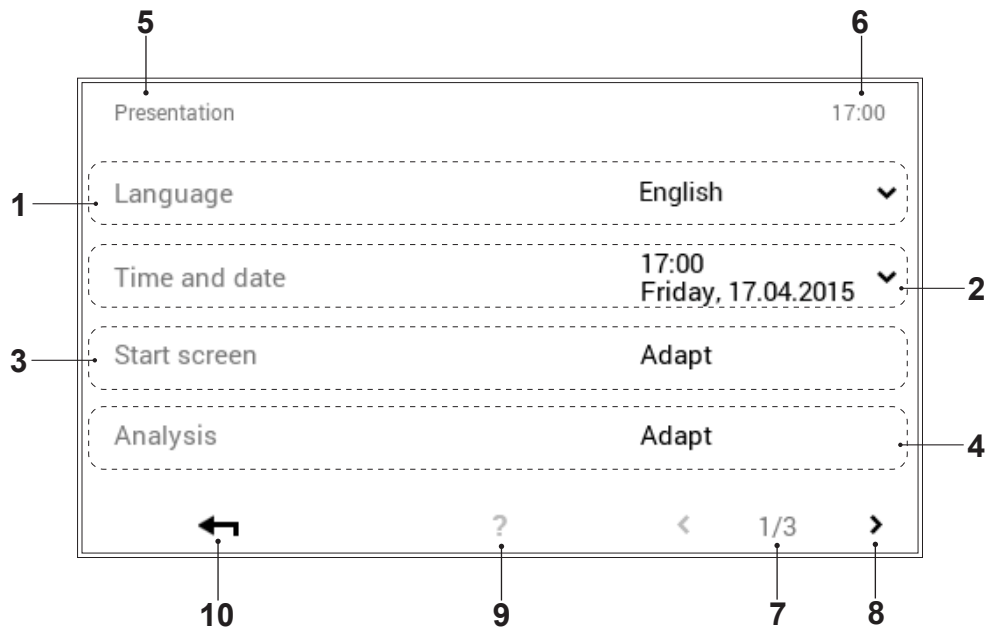 5 6
Presentation 17:00
1 Language English
Time and date 17:00
Friday, 17.04.2015 2
3 Start screen Adapt
Analysis Adapt 4
? 1/3
10 9 7 8